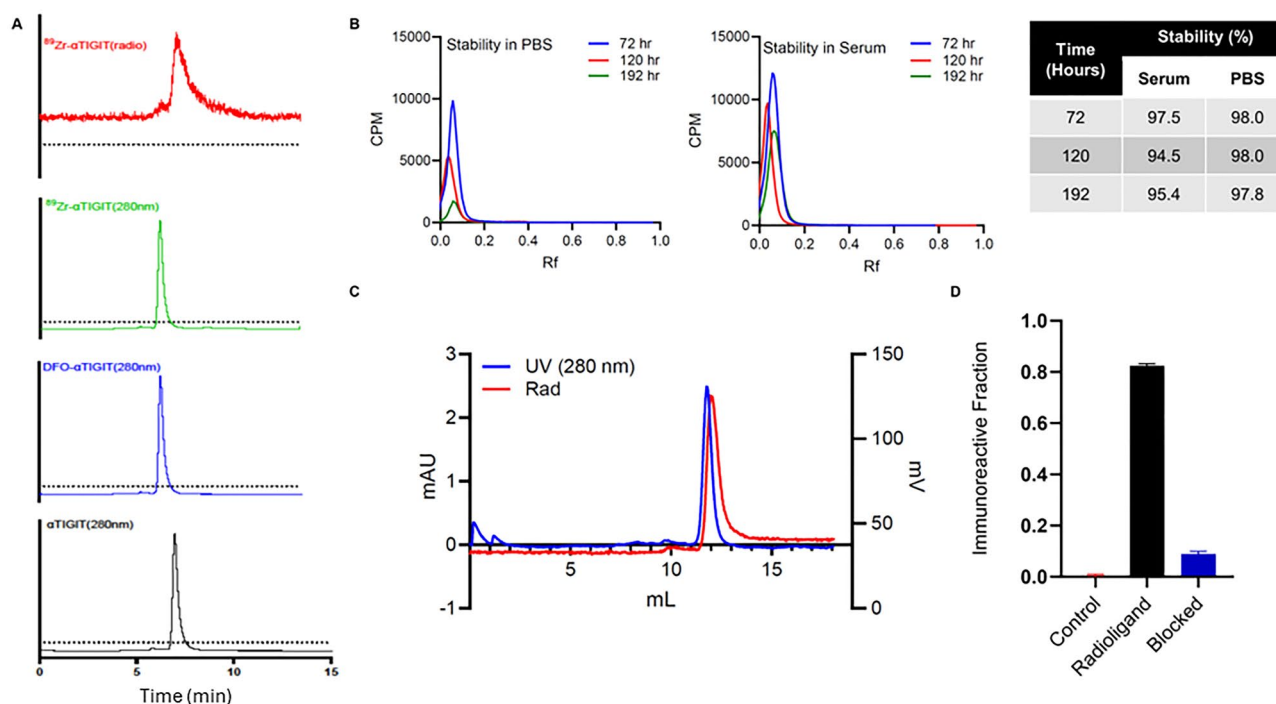 A
⁸⁹Zr-αTIGIT(radio)
⁸⁹Zr-αTIGIT(280nm)
DFO-αTIGIT(280nm)
αTIGIT(280nm)
0 5 10 15
Time (min)
B
Stability in PBS
72 hr
120 hr
192 hr
15000
10000
5000
0
CPM
0.0 0.2 0.4 0.6 0.8 1.0
Rf
Stability in Serum
72 hr
120 hr
192 hr
15000
10000
5000
0
CPM
0.0 0.2 0.4 0.6 0.8 1.0
Rf
Time
(Hours)
Stability (%)
Serum PBS
72 97.5 98.0
120 94.5 98.0
192 95.4 97.8
C
UV (280 nm)
Rad
3
2
1
0
-1
mAU
5 10 15
mL
150
100
50
0
mV
D
1.0
0.8
0.6
0.4
0.2
0.0
Immunoreactive Fraction
Control
Radioligand
Blocked